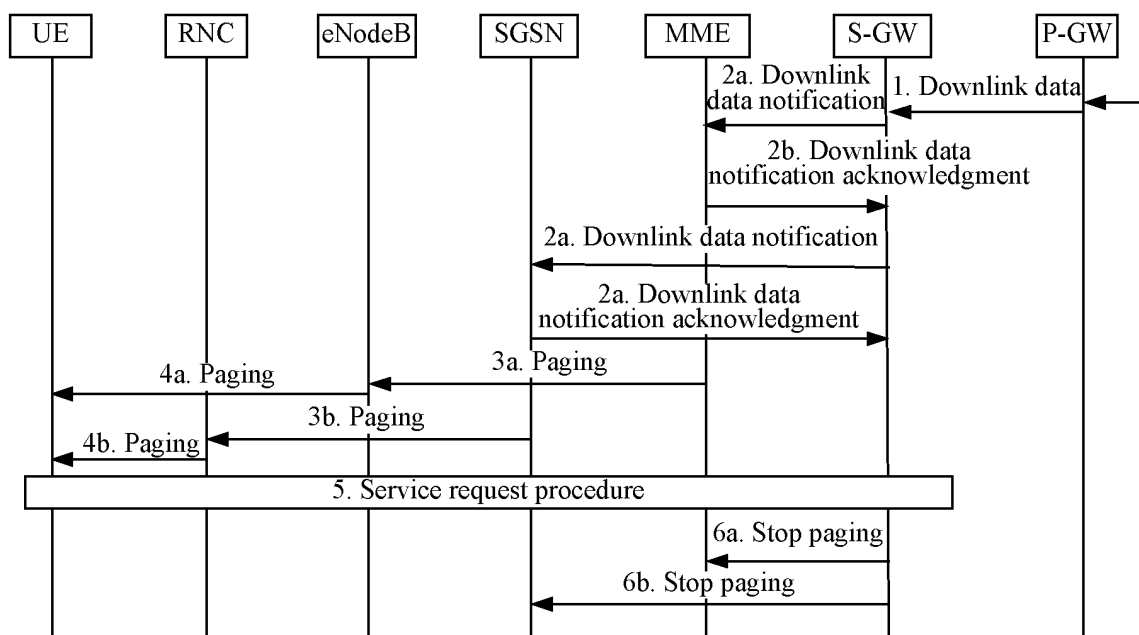 UE
RNC
eNodeB
SGSN
MME
S-GW
P-GW
2a. Downlink
data notification
1. Downlink data
2b. Downlink data
notification acknowledgment
2a. Downlink data notification
2a. Downlink data
notification acknowledgment
3a. Paging
4a. Paging
3b. Paging
4b. Paging
5. Service request procedure
6a. Stop paging
6b. Stop paging